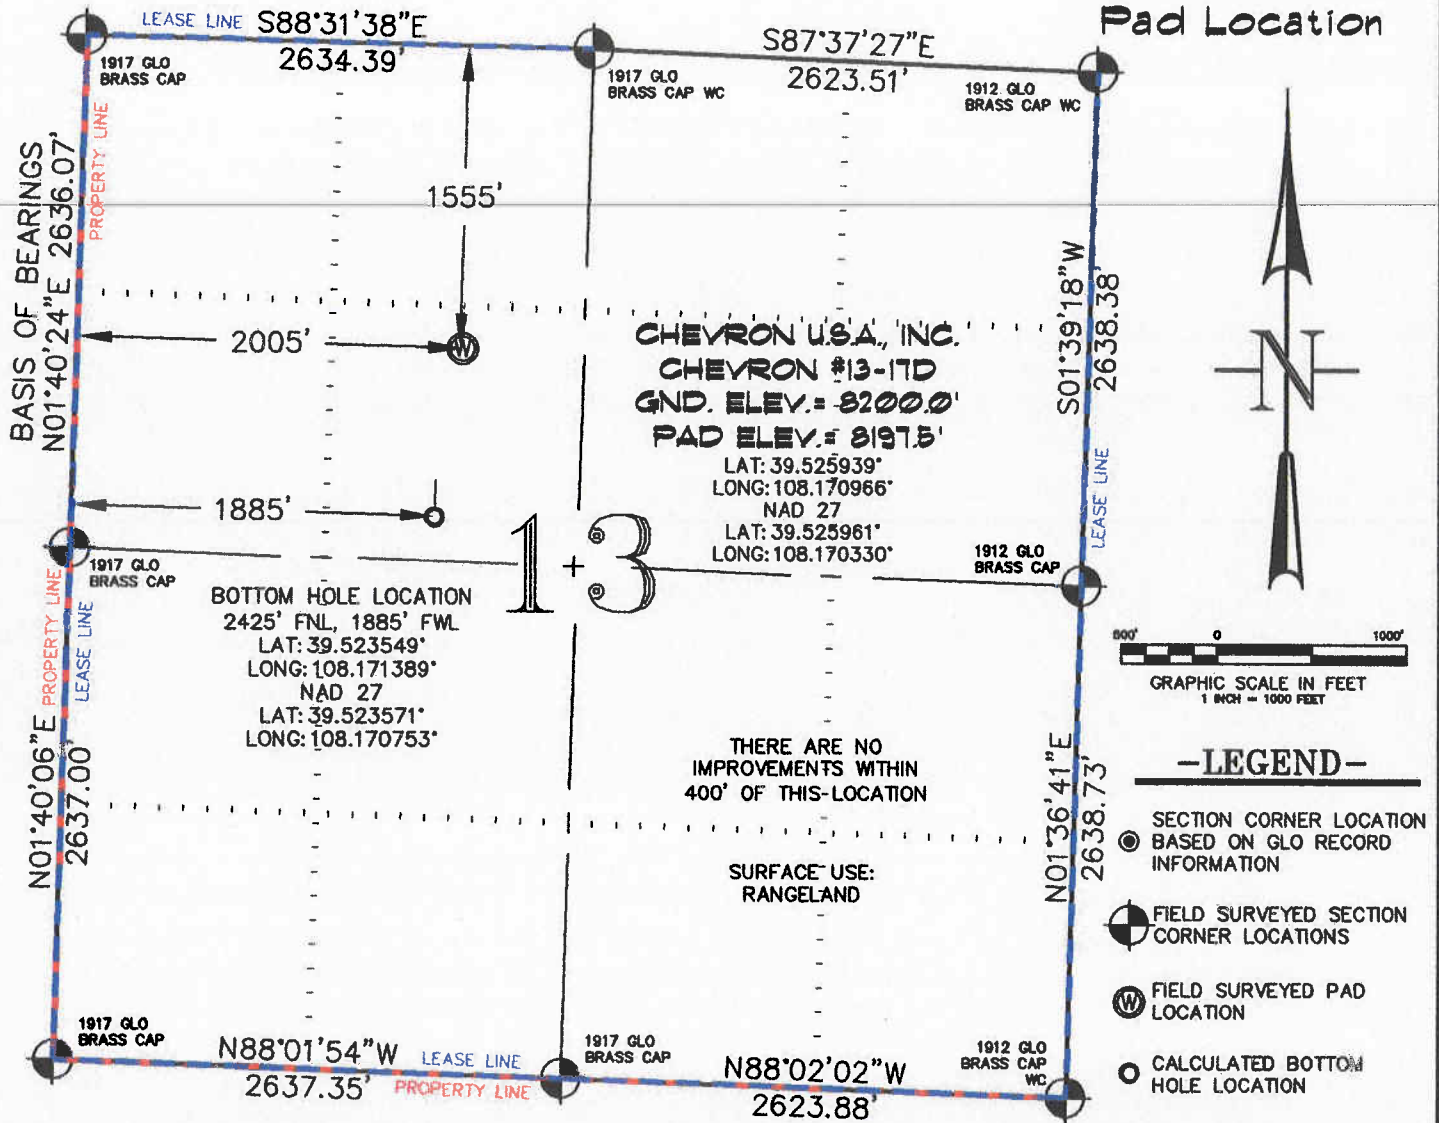 Pad Location
LEASE LINE
S88°31'38"E
2634.39'
S87°37'27"E
2623.51'
1917 GLO
BRASS CAP
1917 GLO
BRASS CAP WC
1912 GLO
BRASS CAP WC
PROPERTY LINE
BASIS OF BEARINGS
N01°40'24"E 2636.07'
1555'
2005'
W
CHEVRON U.S.A., INC.
CHEVRON #13-17D
GND. ELEV.= 8200.0'
PAD ELEV.= 8197.5'
LAT: 39.525939°
LONG: 108.170966°
NAD 27
LAT: 39.525961°
LONG: 108.170330°
S01°39'18"W
2638.38'
LEASE LINE
N
1885'
13
1917 GLO
BRASS CAP
1912 GLO
BRASS CAP
BOTTOM HOLE LOCATION
2425' FNL, 1885' FWL
LAT: 39.523549°
LONG: 108.171389°
NAD 27
LAT: 39.523571°
LONG: 108.170753°
PROPERTY LINE
LEASE LINE
N01°40'06"E
2637.00'
500' 0 1000'
GRAPHIC SCALE IN FEET
1 INCH = 1000 FEET
THERE ARE NO
IMPROVEMENTS WITHIN
400' OF THIS LOCATION
SURFACE USE:
RANGELAND
N01°36'41"E
2638.73'
-LEGEND-
SECTION CORNER LOCATION
BASED ON GLO RECORD
INFORMATION
FIELD SURVEYED SECTION
CORNER LOCATIONS
W FIELD SURVEYED PAD
LOCATION
CALCULATED BOTTOM
HOLE LOCATION
1917 GLO
BRASS CAP
N88°01'54"W
2637.35'
LEASE LINE
PROPERTY LINE
1917 GLO
BRASS CAP
N88°02'02"W
2623.88'
1912 GLO
BRASS CAP
WC